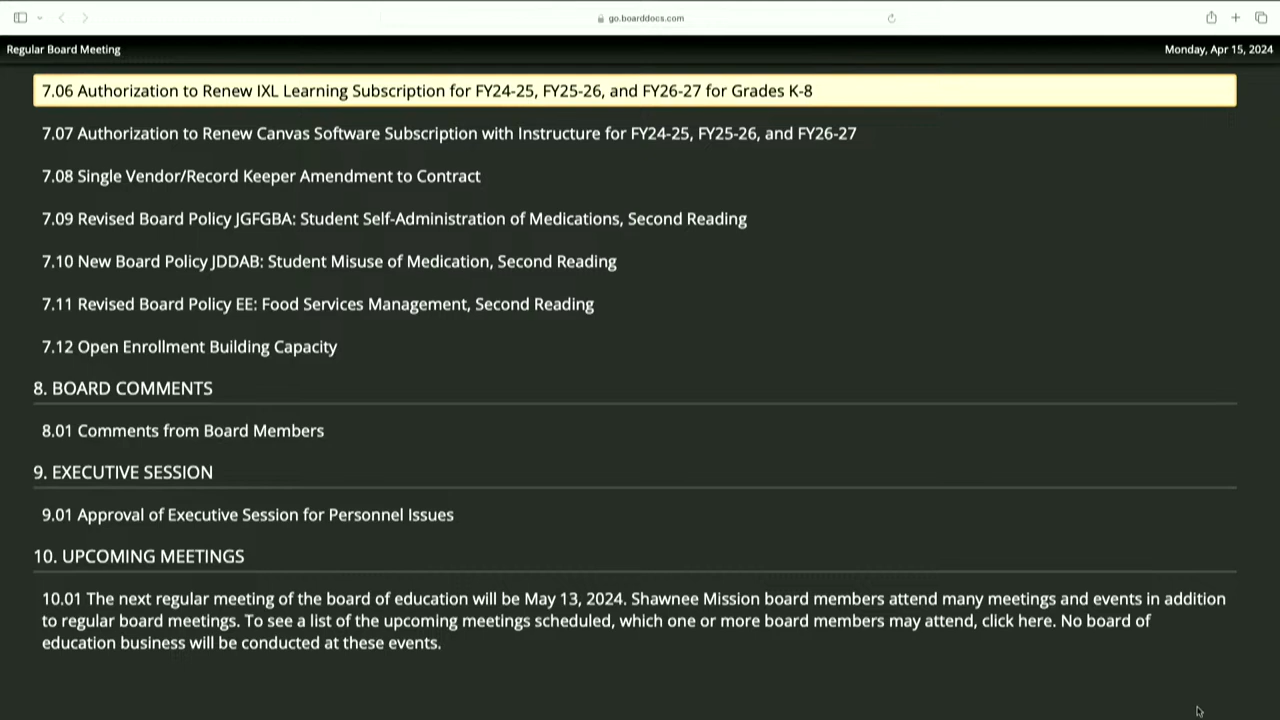 go.boarddocs.com
Regular Board Meeting
Monday, Apr 15, 2024
7.06 Authorization to Renew IXL Learning Subscription for FY24-25, FY25-26, and FY26-27 for Grades K-8
7.07 Authorization to Renew Canvas Software Subscription with Instructure for FY24-25, FY25-26, and FY26-27
7.08 Single Vendor/Record Keeper Amendment to Contract
7.09 Revised Board Policy JGFGBA: Student Self-Administration of Medications, Second Reading
7.10 New Board Policy JDDAB: Student Misuse of Medication, Second Reading
7.11 Revised Board Policy EE: Food Services Management, Second Reading
7.12 Open Enrollment Building Capacity
8. BOARD COMMENTS
8.01 Comments from Board Members
9. EXECUTIVE SESSION
9.01 Approval of Executive Session for Personnel Issues
10. UPCOMING MEETINGS
10.01 The next regular meeting of the board of education will be May 13, 2024. Shawnee Mission board members attend many meetings and events in addition
to regular board meetings. To see a list of the upcoming meetings scheduled, which one or more board members may attend, click here. No board of
education business will be conducted at these events.